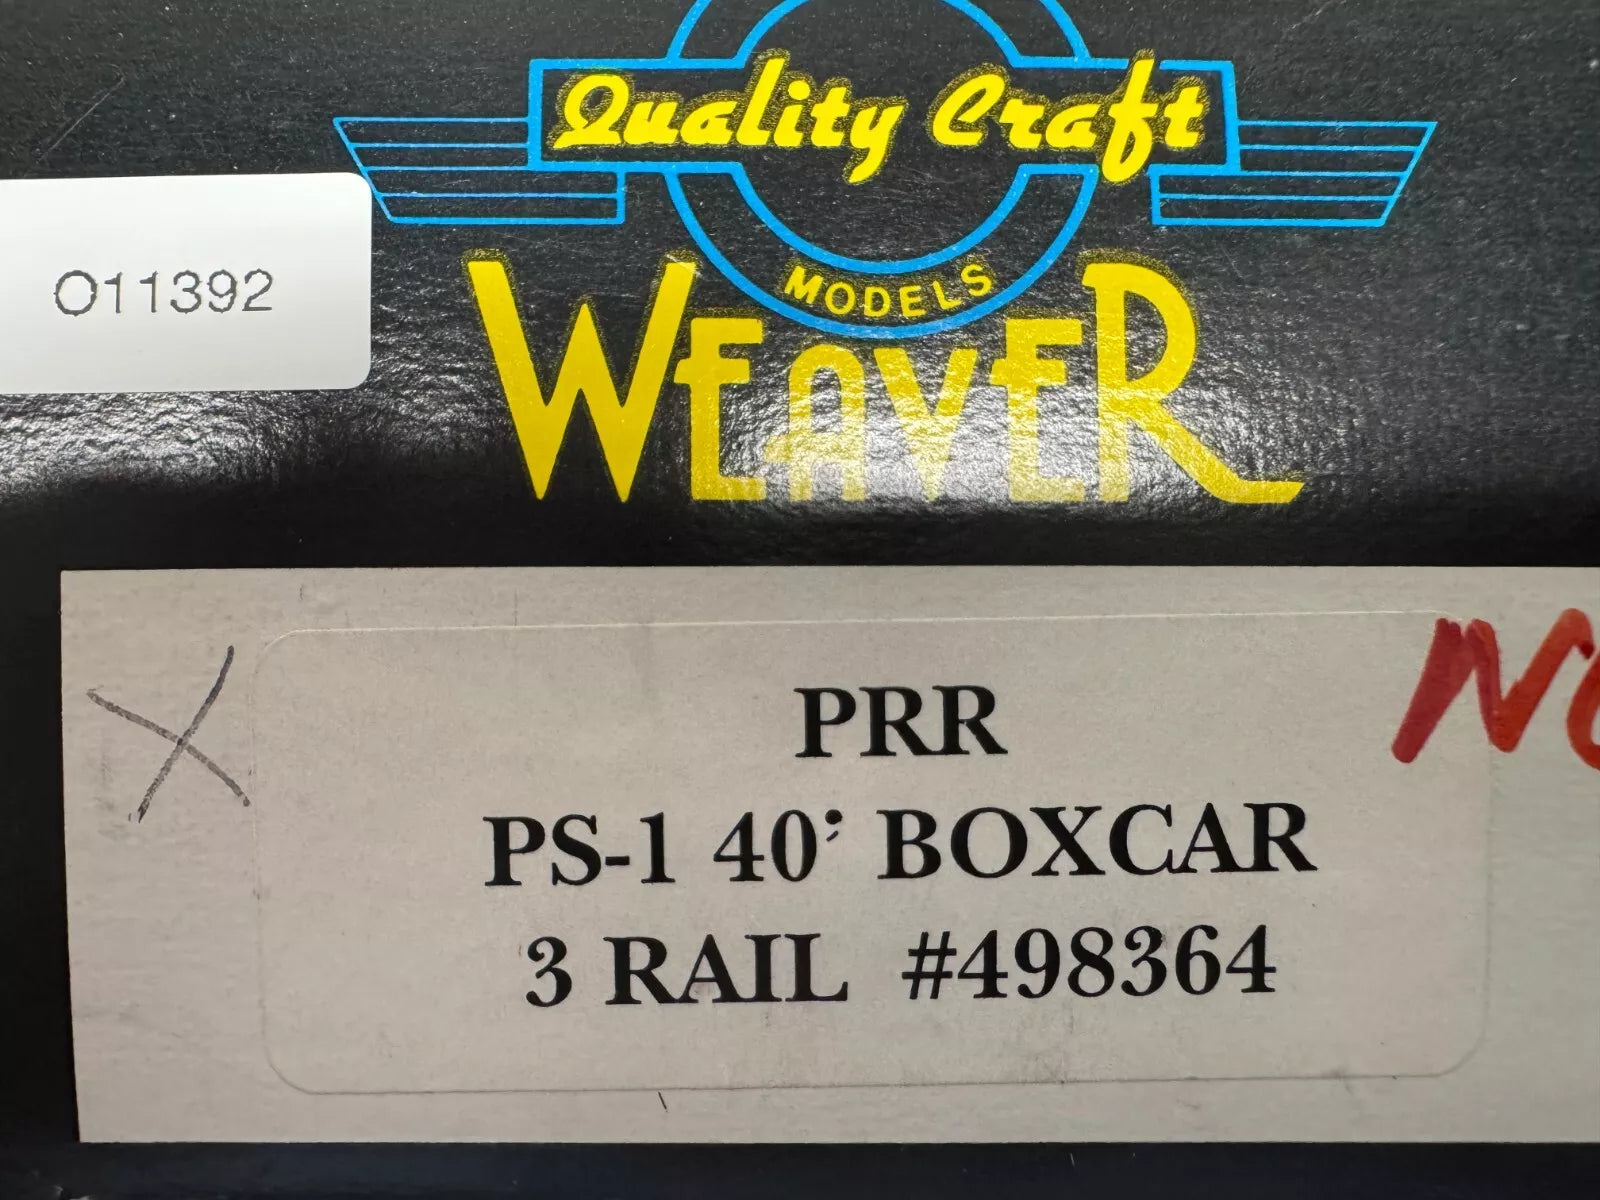 Quality Craft
MODELS
WEAVER
O11392
PRR
PS-1 40' BOXCAR
3 RAIL #498364
X